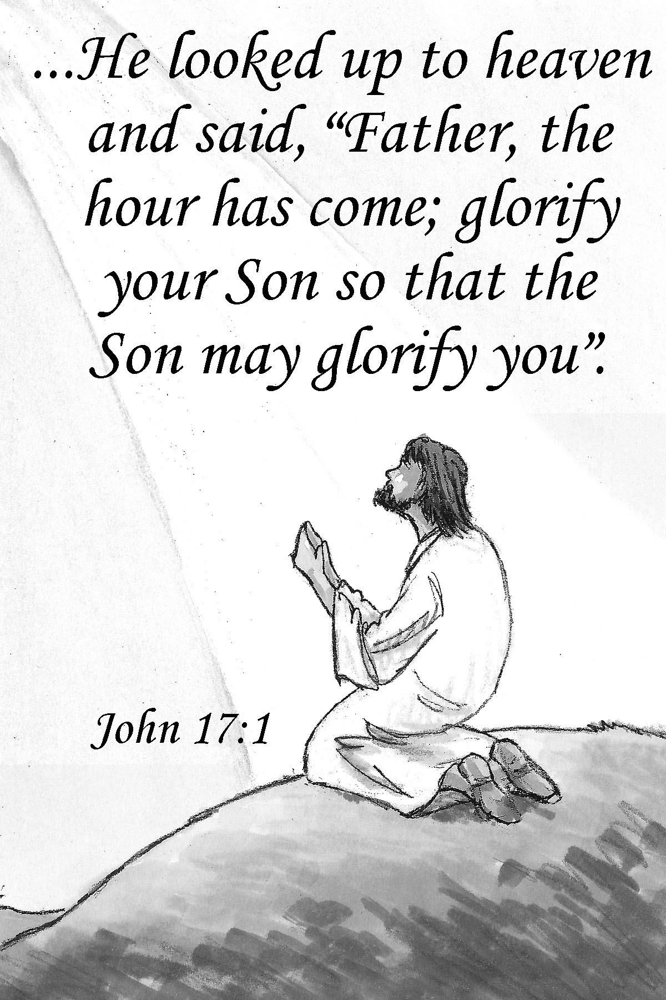 ...He looked up to heaven
and said, “Father, the
hour has come; glorify
your Son so that the
Son may glorify you”.
John 17:1